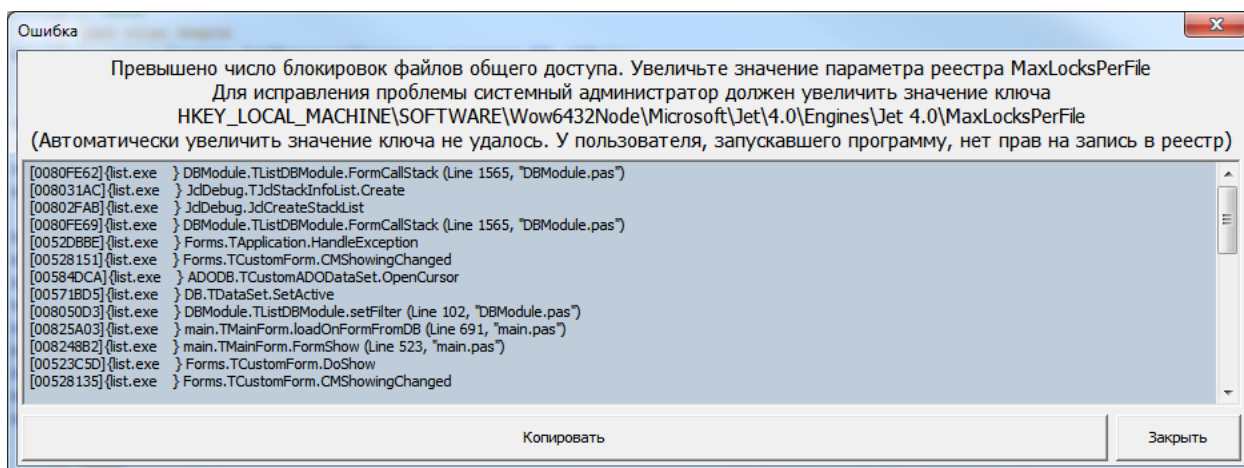 Ошибка
Превышено число блокировок файлов общего доступа. Увеличьте значение параметра реестра MaxLocksPerFile
Для исправления проблемы системный администратор должен увеличить значение ключа
HKEY_LOCAL_MACHINE\SOFTWARE\Wow6432Node\Microsoft\Jet\4.0\Engines\Jet 4.0\MaxLocksPerFile
(Автоматически увеличить значение ключа не удалось. У пользователя, запускавшего программу, нет прав на запись в реестр)
[0080FE62]{list.exe } DBModule.TListDBModule.FormCallStack (Line 1565, "DBModule.pas")
[008031AC]{list.exe } JclDebug.TJclStackInfoList.Create
[00802FAB]{list.exe } JclDebug.JclCreateStackList
[0080FE69]{list.exe } DBModule.TListDBModule.FormCallStack (Line 1565, "DBModule.pas")
[0052DBBE]{list.exe } Forms.TApplication.HandleException
[00528151]{list.exe } Forms.TCustomForm.CMShowingChanged
[00584DCA]{list.exe } ADODB.TCustomADODataSet.OpenCursor
[00571BD5]{list.exe } DB.TDataSet.SetActive
[008050D3]{list.exe } DBModule.TListDBModule.setFilter (Line 102, "DBModule.pas")
[00825A03]{list.exe } main.TMainForm.loadOnFormFromDB (Line 691, "main.pas")
[008248B2]{list.exe } main.TMainForm.FormShow (Line 523, "main.pas")
[00523C5D]{list.exe } Forms.TCustomForm.DoShow
[00528135]{list.exe } Forms.TCustomForm.CMShowingChanged
Копировать
Закрыть